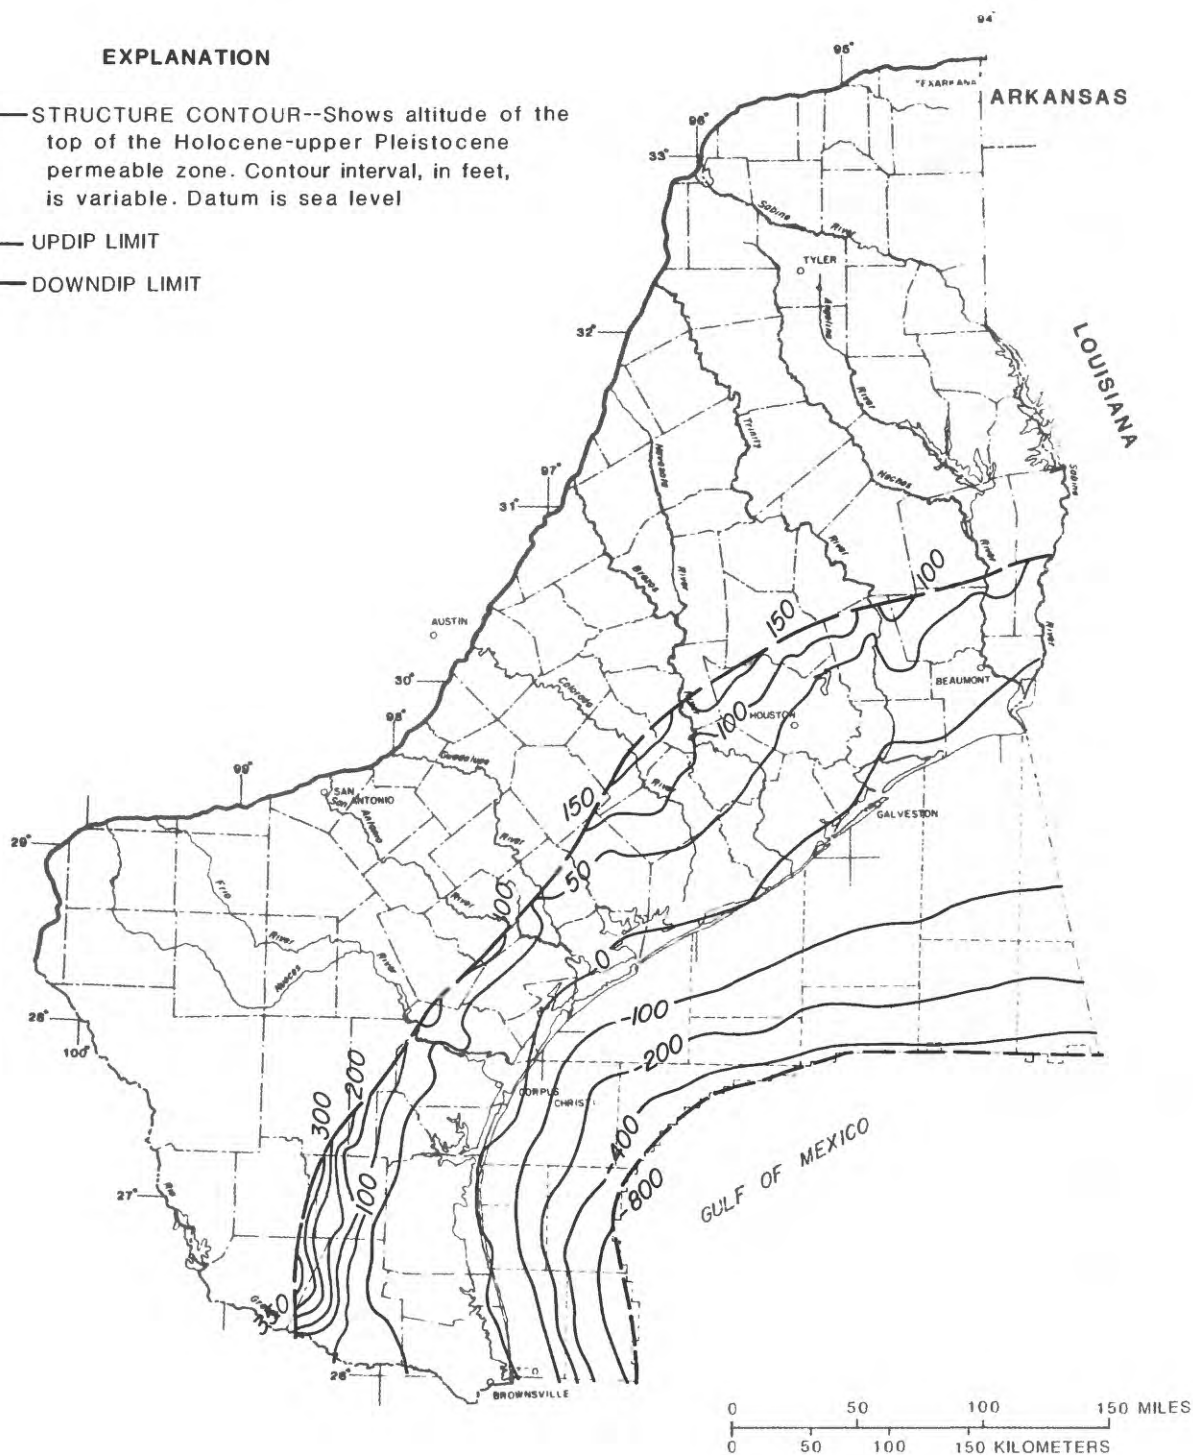 EXPLANATION
STRUCTURE CONTOUR--Shows altitude of the
top of the Holocene-upper Pleistocene
permeable zone. Contour interval, in feet,
is variable. Datum is sea level
UPDIP LIMIT
DOWNDIP LIMIT
94°
95°
TEXARKANA
ARKANSAS
96°
33°
Sabine
River
TYLER
Angelina
32°
LOUISIANA
River
Trinity
Navasota
97°
Neches
Sabine
31°
River
River
100
Brazos
River
150
AUSTIN
River
Colorado
BEAUMONT
30°
98°
100
HOUSTON
Guadalupe
99°
River
SAN
ANTONIO
San
Antonio
150
GALVESTON
29°
River
50
Frio
River
100
River
River
0
Nueces
28°
-100
100°
-200
200
CORPUS
CHRISTI
300
-400
GULF OF MEXICO
-800
27°
Rio
100
Grande
350
26°
BROWNSVILLE
0 50 100 150 MILES
0 50 100 150 KILOMETERS